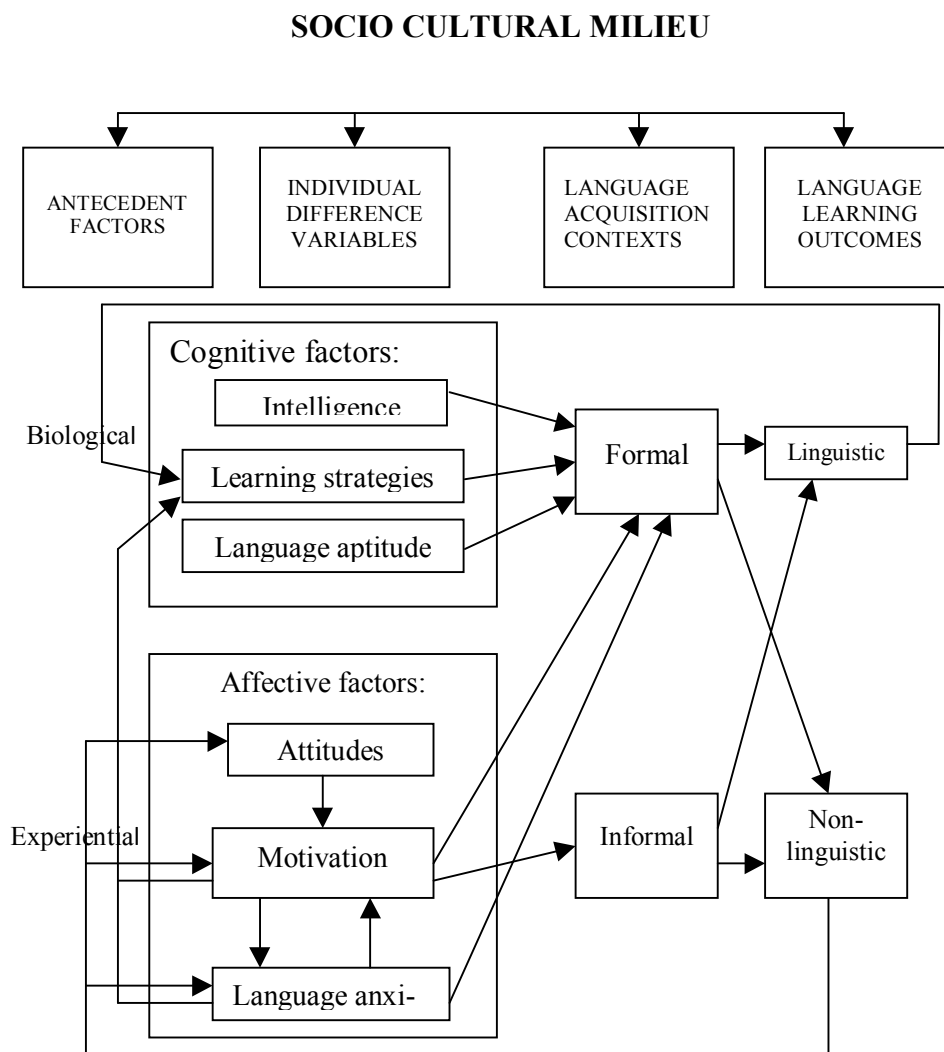 SOCIO CULTURAL MILIEU
ANTECEDENT
FACTORS
INDIVIDUAL
DIFFERENCE
VARIABLES
LANGUAGE
ACQUISITION
CONTEXTS
LANGUAGE
LEARNING
OUTCOMES
Cognitive factors:
Intelligence
Biological
Learning strategies
Language aptitude
Formal
Linguistic
Affective factors:
Attitudes
Experiential
Motivation
Language anxi-
Informal
Non-
linguistic